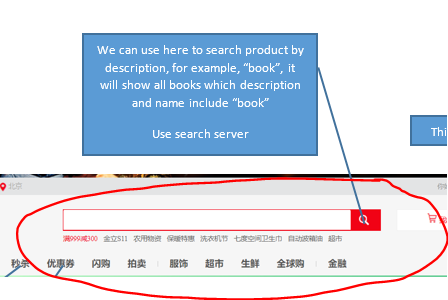 We can use here to search product by
description, for example, “book”, it
will show all books which description
and name include “book”
Use search server
Thi
北京
满999减300 金立S11 农用物资 保暖特惠 洗衣机节 七度空间卫生巾 自动波箱油 超市
秒杀 优惠券 闪购 拍卖 服饰 超市 生鲜 全球购 金融